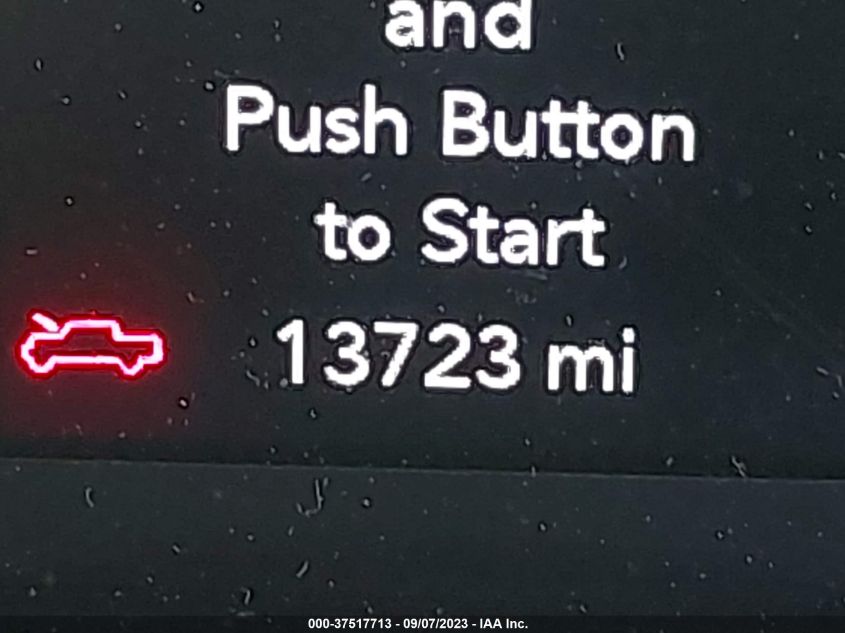 and
Push Button
to Start
13723 mi
000-37517713 - 09/07/2023 - IAA Inc.